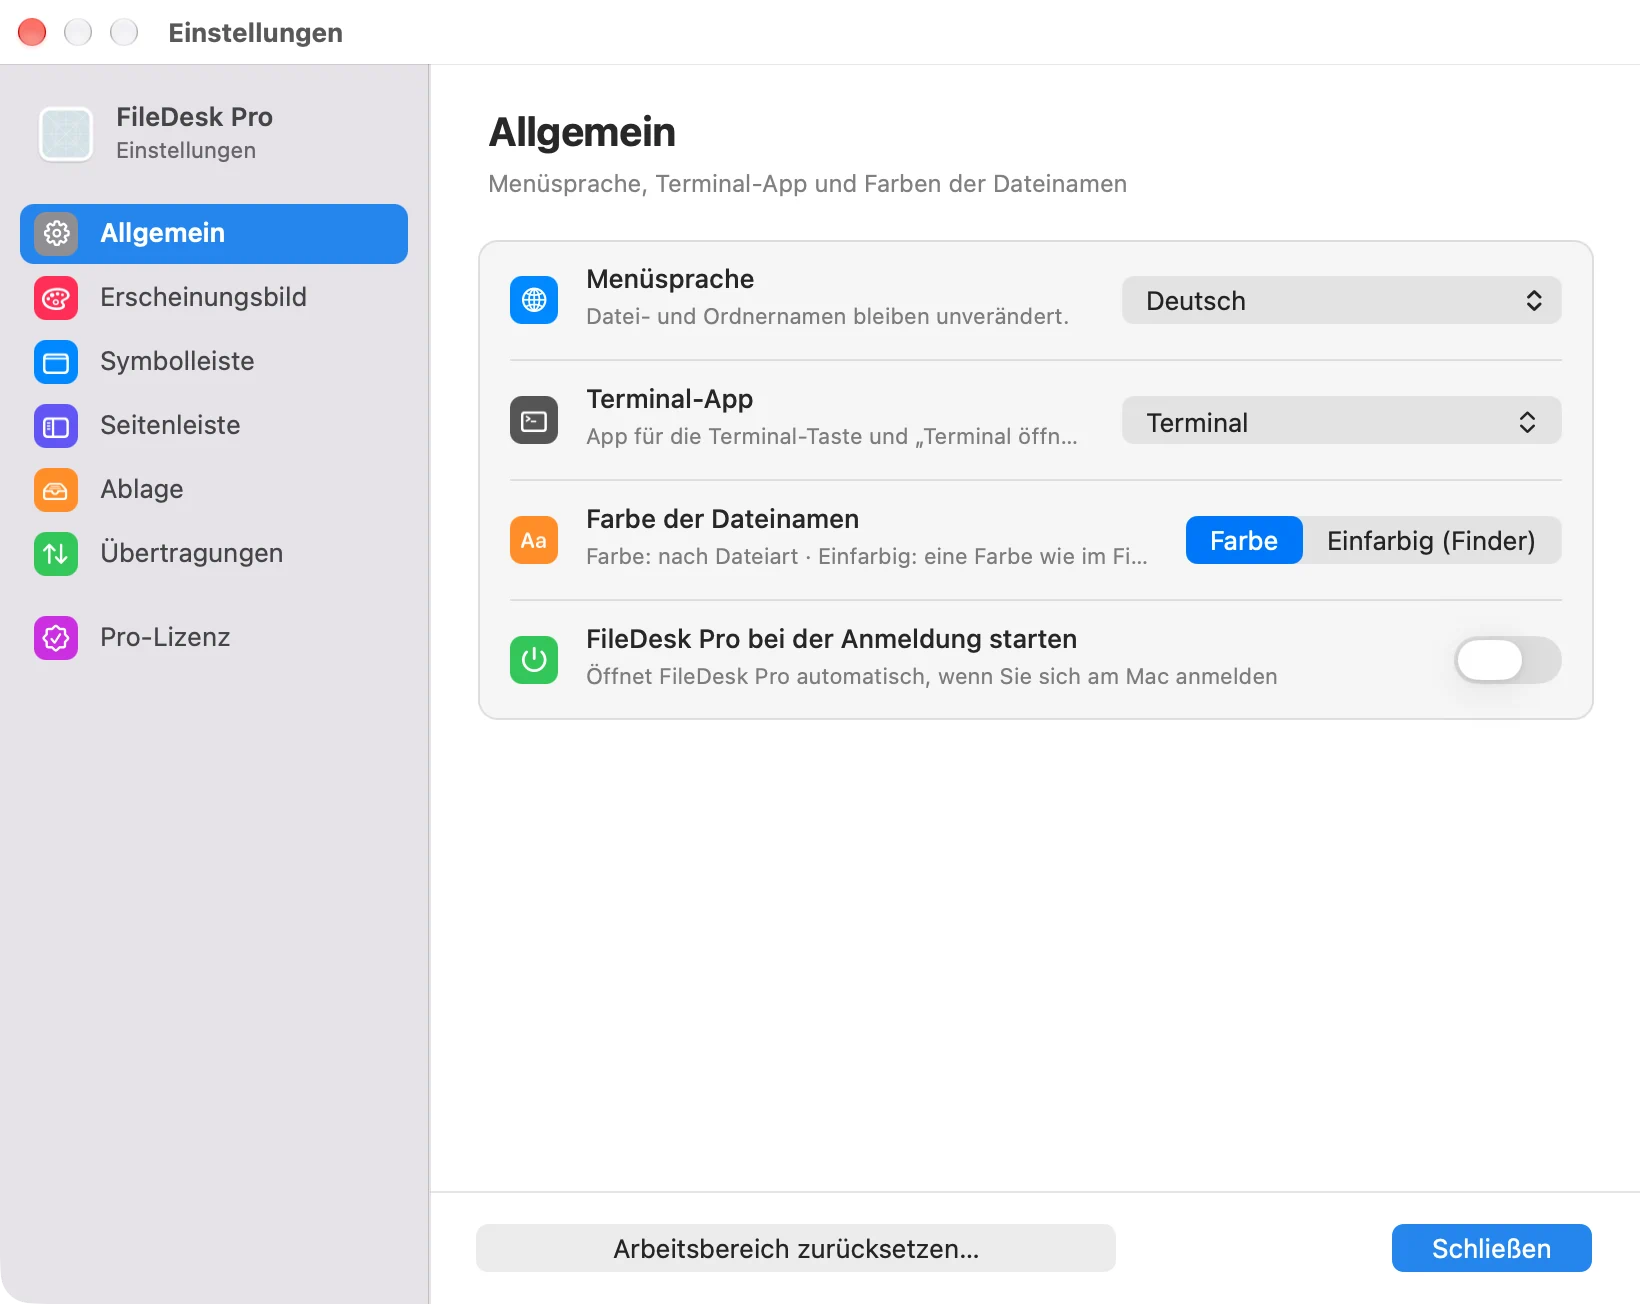 Einstellungen
FileDesk Pro
Einstellungen
Allgemein
Erscheinungsbild
Symbolleiste
Seitenleiste
Ablage
Übertragungen
Pro-Lizenz
Allgemein
Menüsprache, Terminal-App und Farben der Dateinamen
Menüsprache
Datei- und Ordnernamen bleiben unverändert.
Deutsch
Terminal-App
App für die Terminal-Taste und „Terminal öffn...
Terminal
Aa
Farbe der Dateinamen
Farbe: nach Dateiart · Einfarbig: eine Farbe wie im Fi...
Farbe
Einfarbig (Finder)
FileDesk Pro bei der Anmeldung starten
Öffnet FileDesk Pro automatisch, wenn Sie sich am Mac anmelden
Arbeitsbereich zurücksetzen...
Schließen